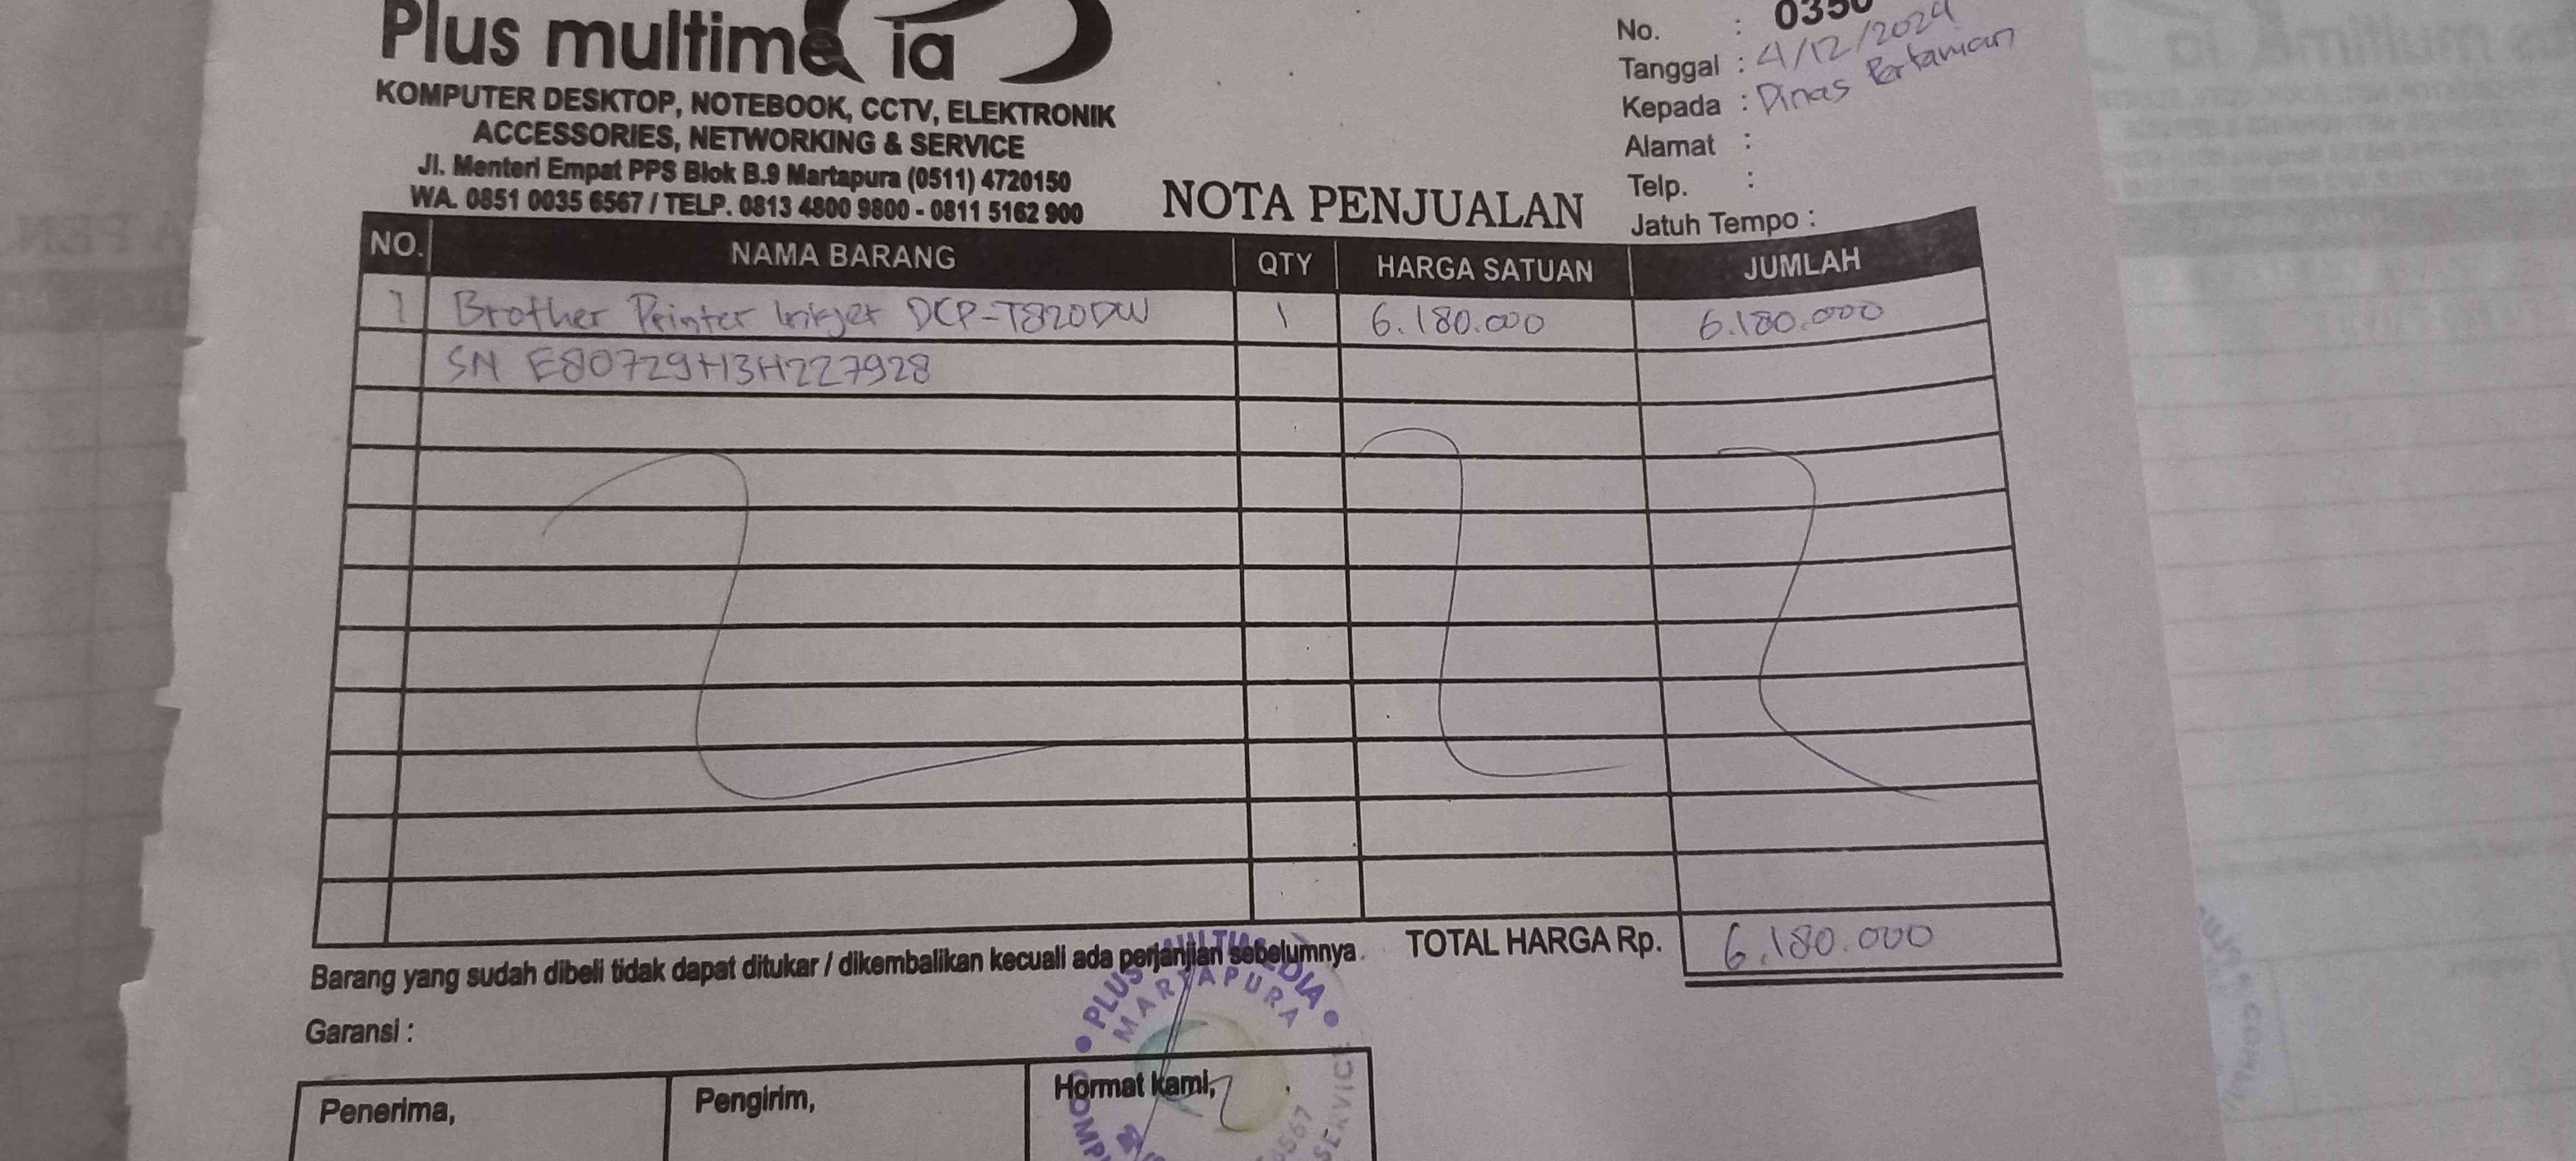 Plus multimedia
KOMPUTER DESKTOP, NOTEBOOK, CCTV, ELEKTRONIK
ACCESSORIES, NETWORKING & SERVICE
Jl. Menteri Empat PPS Blok B.9 Martapura (0511) 4720150
WA. 0851 0035 6567 / TELP. 0813 4800 9800 - 0811 5162 900
NOTA PENJUALAN
No. : 0350
Tanggal : 4/12/2024
Kepada : Dinas Pertanian
Alamat :
Telp. :
Jatuh Tempo :
NO. NAMA BARANG QTY HARGA SATUAN JUMLAH
1 Brother Printer Inkjet DCP-T820DW 1 6.180.000 6.180.000
SN E80729H3H227928
TOTAL HARGA Rp. 6.180.000
Barang yang sudah dibeli tidak dapat ditukar / dikembalikan kecuali ada perjanjian sebelumnya.
Garansi :
Penerima, Pengirim, Hormat kami,
PLUS MULTIMEDIA
MARTAPURA
SERVICE